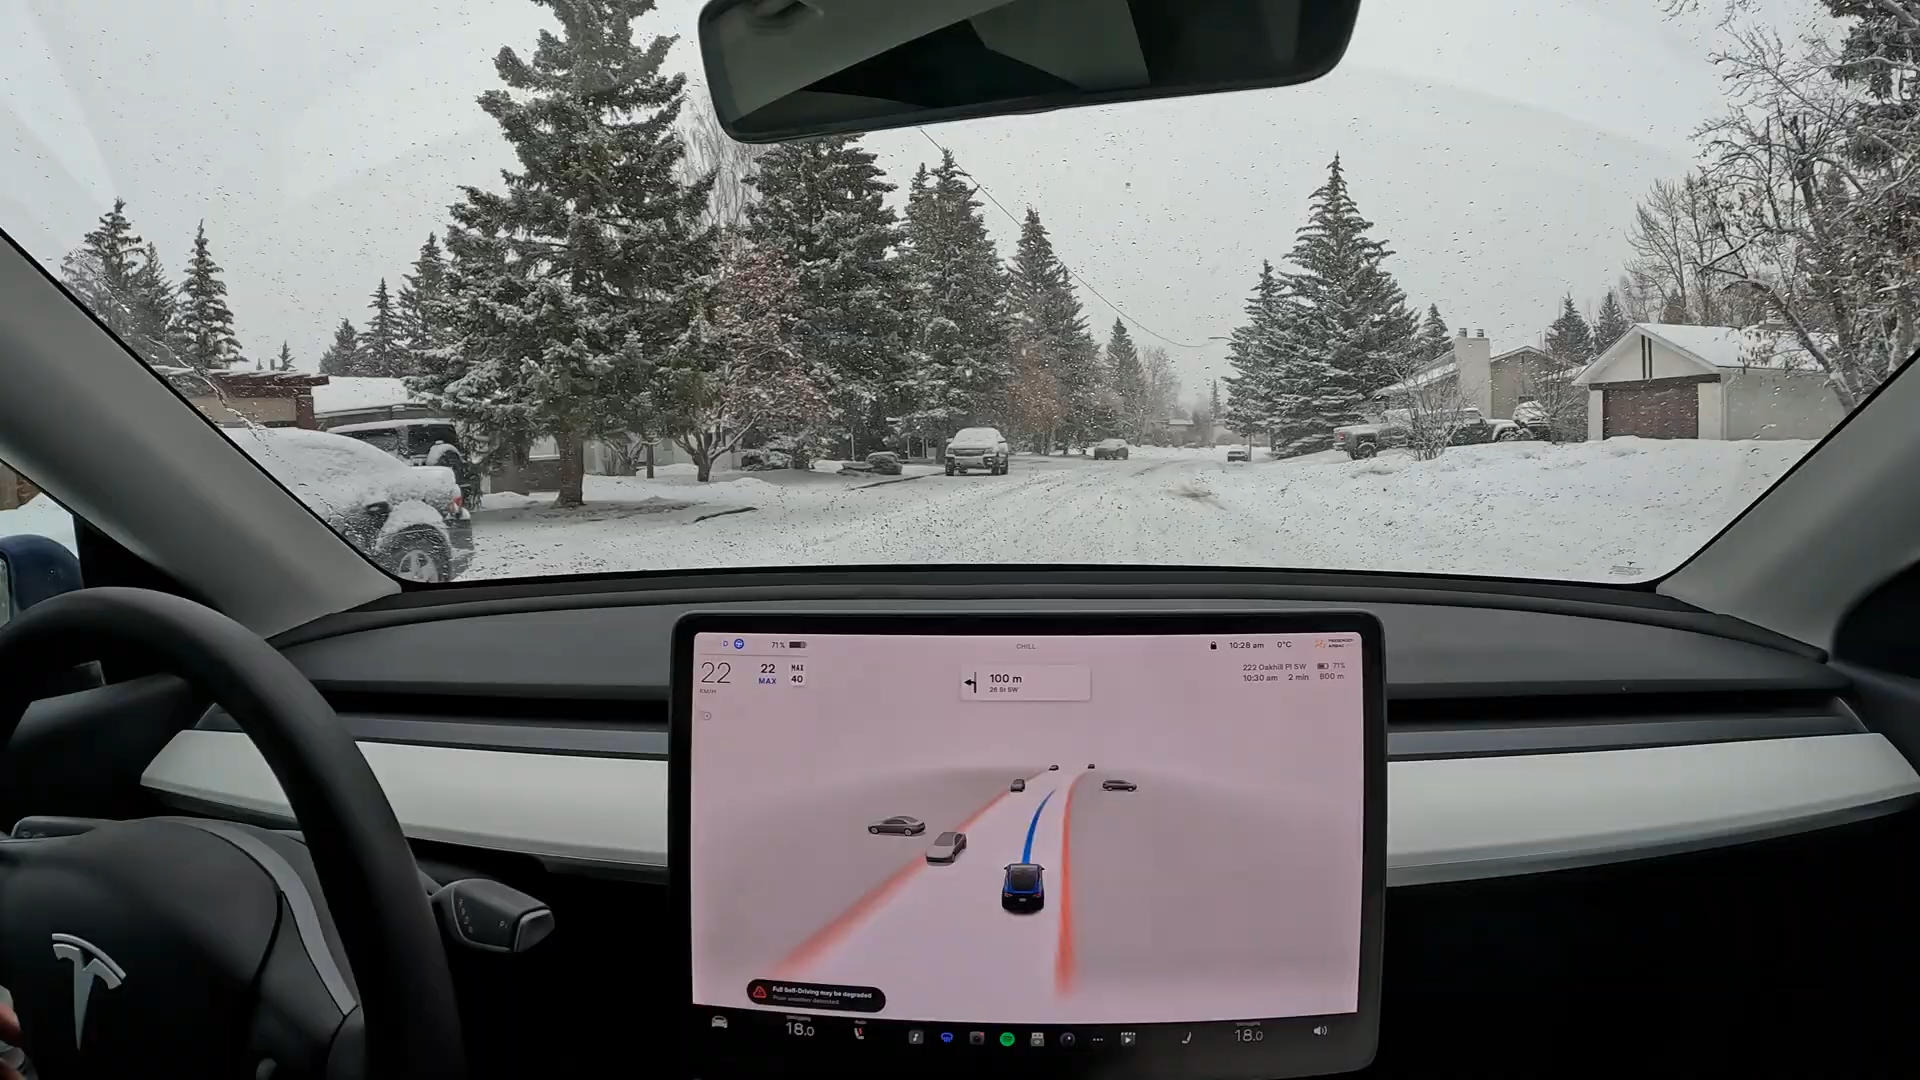 D 71% CHILL 10:28 am 0°C PASSENGER
AIRBAG
22 22 MAX
KM/H MAX 40
100 m
26 St SW
222 Oakhill Pl SW 71%
10:30 am 2 min 800 m
Full Self-Driving may be degraded
Poor weather detected
18.0 18.0